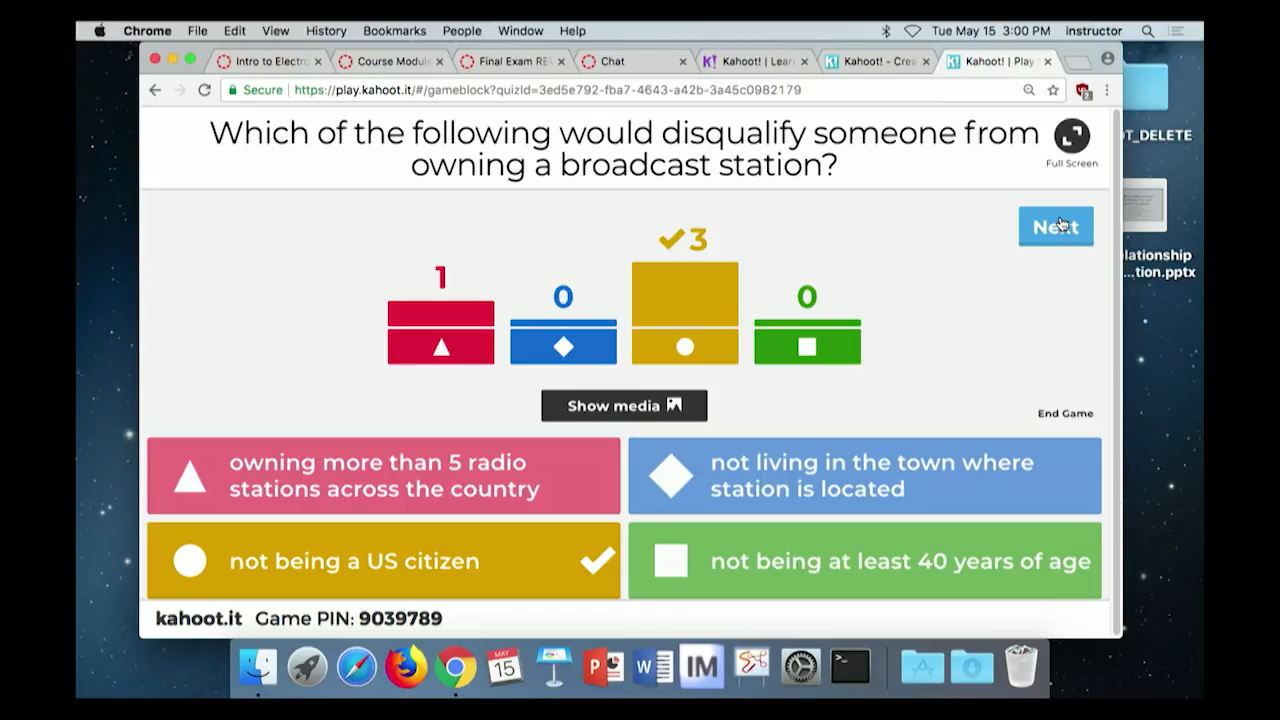 Chrome File Edit View History Bookmarks People Window Help Tue May 15 3:00 PM instructor
Intro to Electr Course Module Final Exam RE Chat Kahoot! | Lear Kahoot! - Crea Kahoot! | Play
Secure https://play.kahoot.it/#/gameblock?quizId=3ed5e792-fba7-4643-a42b-3a45c0982179
Which of the following would disqualify someone from
owning a broadcast station?
Full Screen
OT_DELETE
Next
lationship
...tion.pptx
1
0
3
0
Show media
End Game
owning more than 5 radio
stations across the country
not living in the town where
station is located
not being a US citizen
not being at least 40 years of age
kahoot.it Game PIN: 9039789
MAY
15
P
W
IM